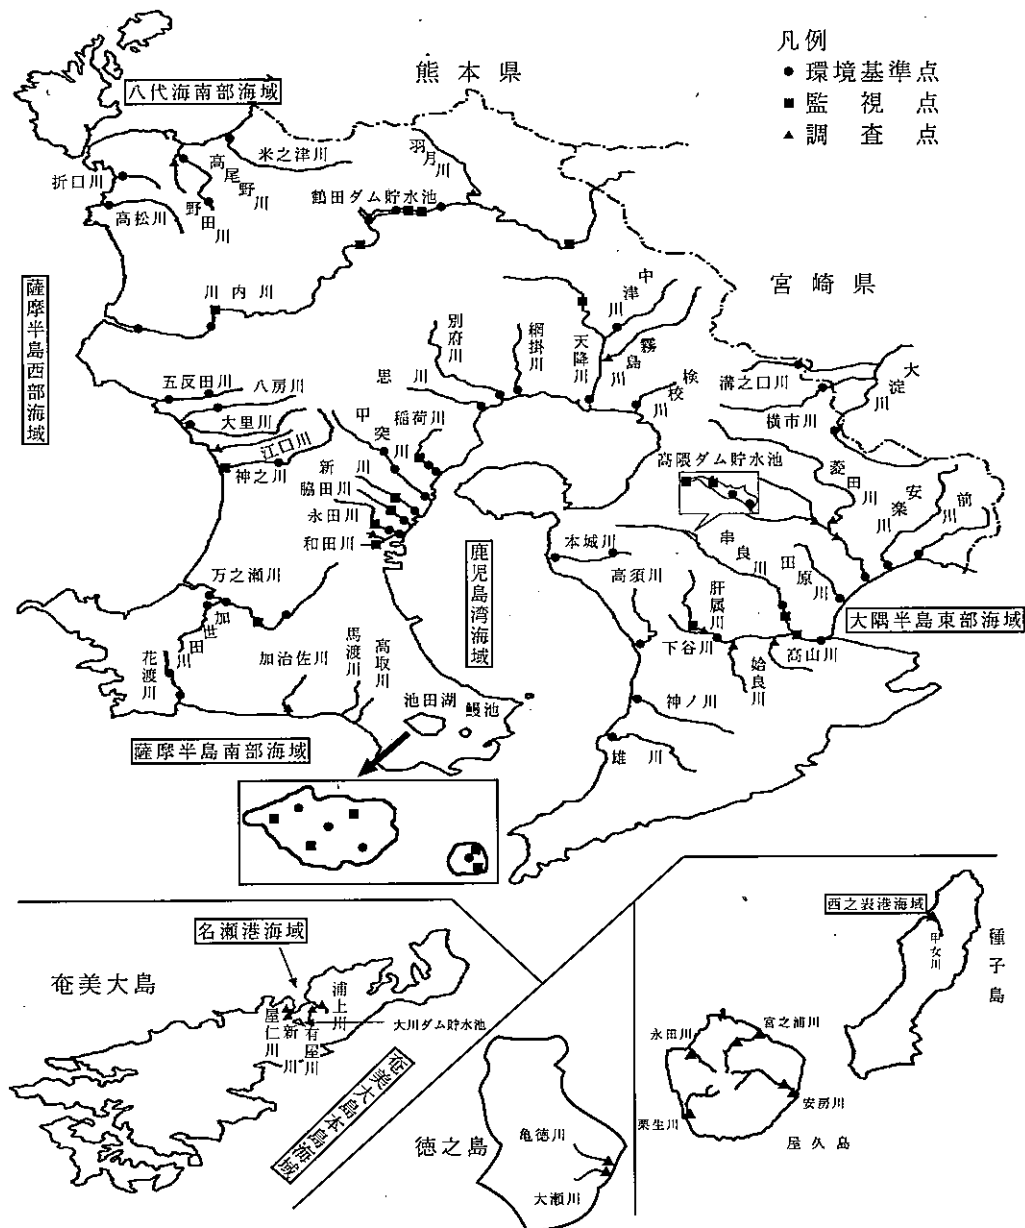 凡例
● 環境基準点
■ 監視点
▲ 調査点
熊本県
宮崎県
八代海南部海域
米之津川
高尾野川
野田川
折口川
高松川
羽月川
鶴田ダム貯水池
川内川
薩摩半島西部海域
中津川
霧島川
天降川
網掛川
別府川
思川
検校川
溝之口川
大淀川
横市川
五反田川
八房川
大里川
江口川
神之川
甲突川
稲荷川
新川
脇田川
永田川
和田川
高隈ダム貯水池
菱田川
安楽川
前川
本城川
高須川
串良川
田原川
肝属川
下谷川
姶良川
高山川
大隅半島東部海域
鹿児島湾海域
神ノ川
雄川
万之瀬川
加世田川
花渡川
加治佐川
馬渡川
高取川
池田湖
鰻池
薩摩半島南部海域
名瀬港海域
奄美大島
浦上川
屋仁川
新川
有屋川
大川ダム貯水池
奄美大島本島海域
徳之島
亀徳川
大瀬川
西之表港海域
甲女川
種子島
永田川
宮之浦川
安房川
栗生川
屋久島